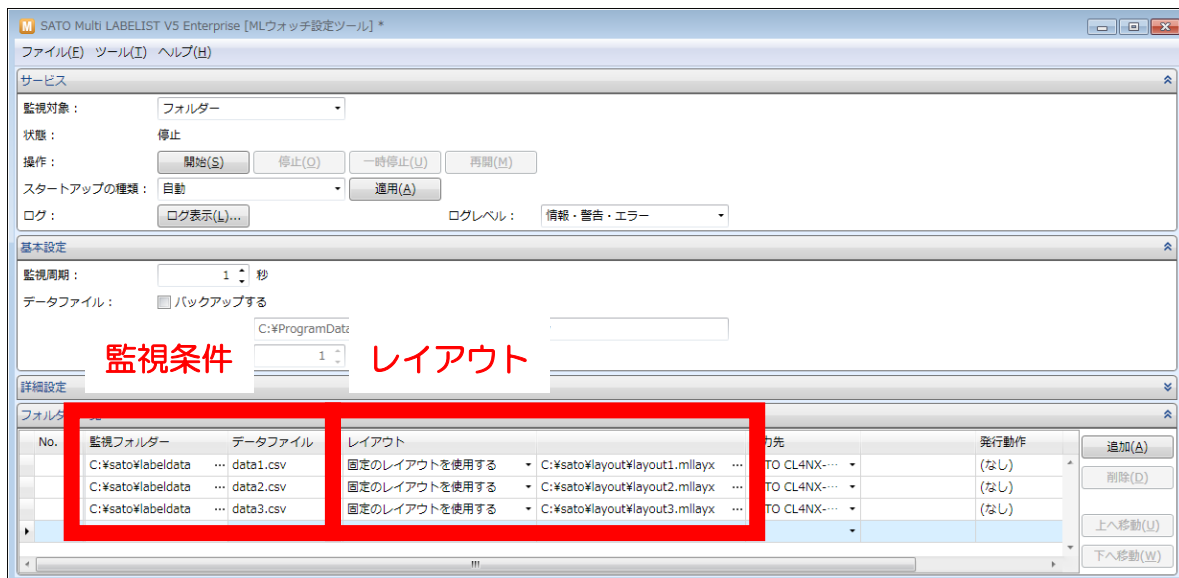 SATO Multi LABELIST V5 Enterprise [MLウォッチ設定ツール] *
ファイル(F) ツール(T) ヘルプ(H)
サービス
監視対象： フォルダー
状態： 停止
操作： 開始(S) 停止(O) 一時停止(U) 再開(M)
スタートアップの種類： 自動 適用(A)
ログ： ログ表示(L)... ログレベル： 情報・警告・エラー
基本設定
監視周期： 1 秒
データファイル： バックアップする
C:¥ProgramData
1
監視条件 レイアウト
詳細設定
フォルダ
No. 監視フォルダー データファイル レイアウト 力先 発行動作 追加(A)
C:¥sato¥labeldata ... data1.csv 固定のレイアウトを使用する C:¥sato¥layout¥layout1.mllayx ... TO CL4NX-... (なし)
削除(D)
C:¥sato¥labeldata ... data2.csv 固定のレイアウトを使用する C:¥sato¥layout¥layout2.mllayx ... TO CL4NX-... (なし)
C:¥sato¥labeldata ... data3.csv 固定のレイアウトを使用する C:¥sato¥layout¥layout3.mllayx ... TO CL4NX-... (なし)
上へ移動(U)
下へ移動(W)